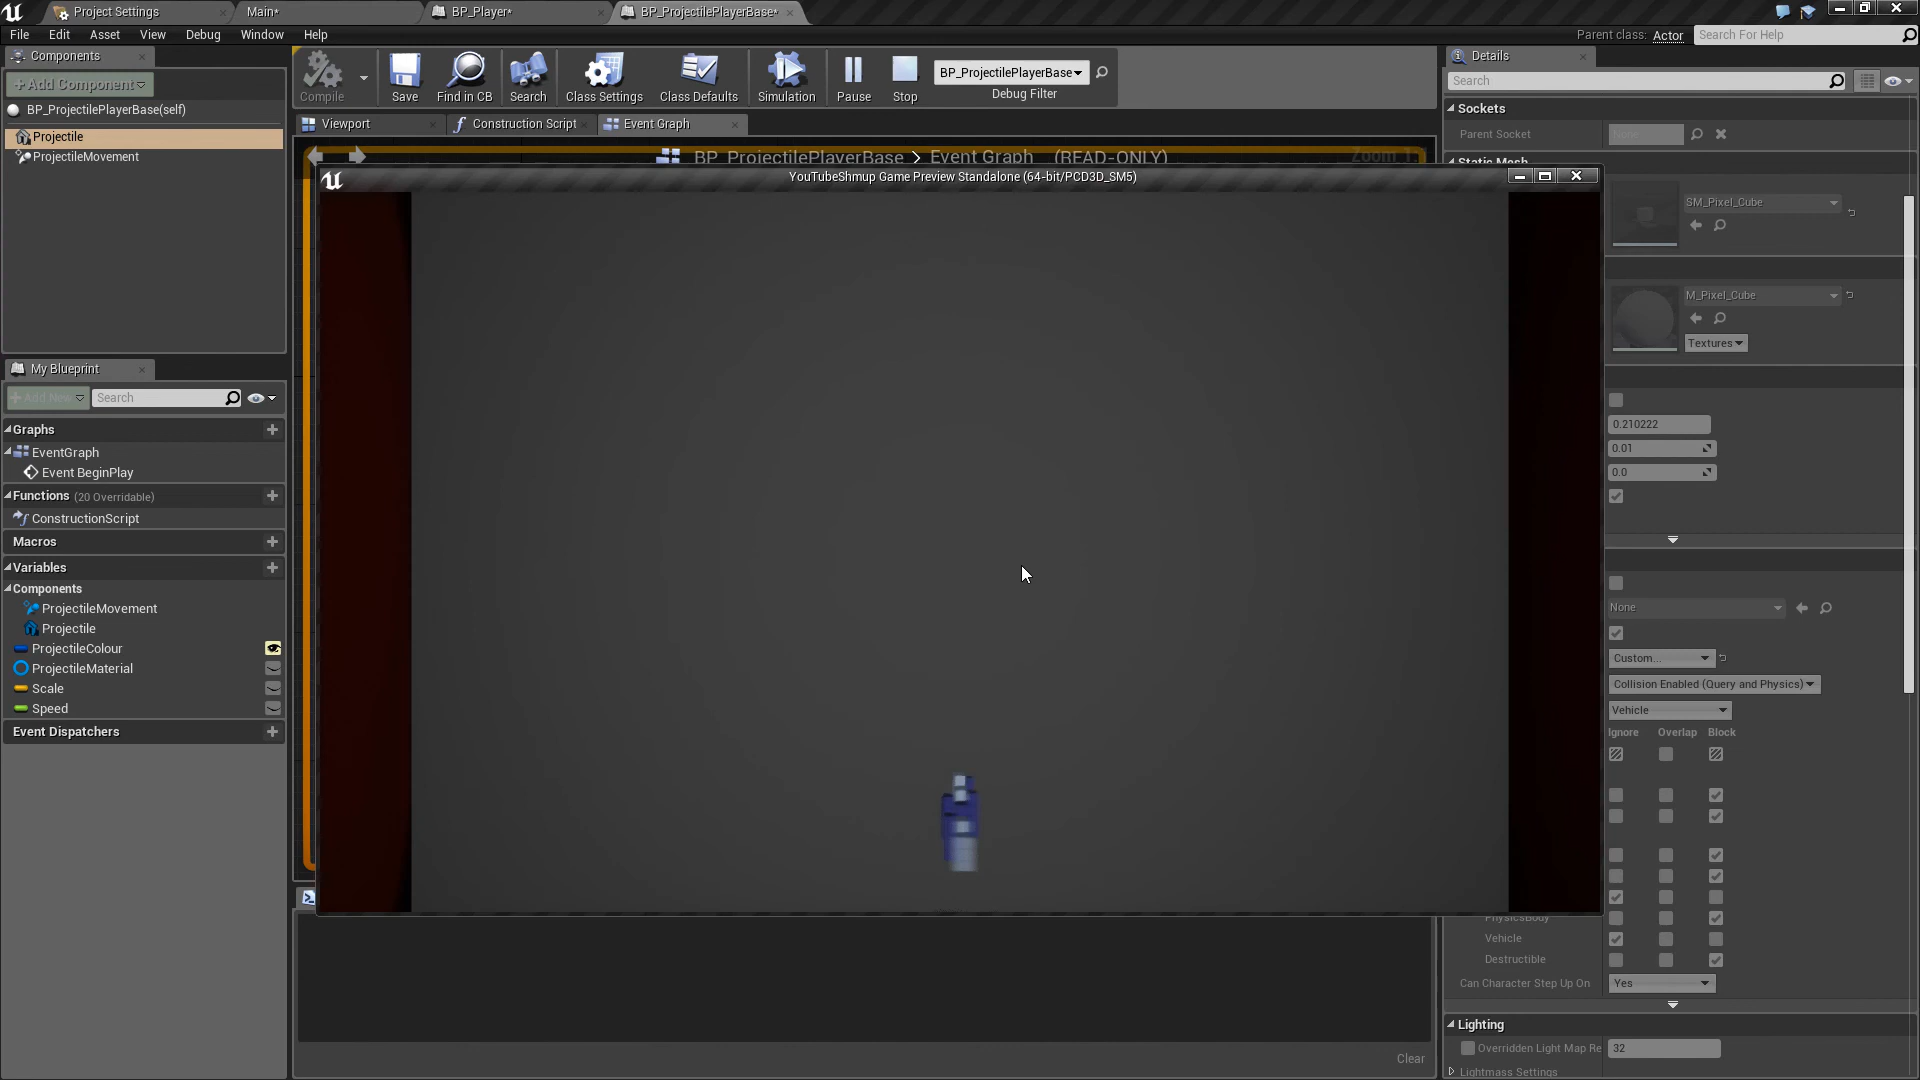 Project Settings
Main*
BP_Player*
BP_ProjectilePlayerBase*
File Edit Asset View Debug Window Help
Parent class: Actor
Search For Help
Components
+Add Component
BP_ProjectilePlayerBase(self)
Projectile
ProjectileMovement
Compile
Save
Find in CB
Search
Class Settings
Class Defaults
Simulation
Pause
Stop
BP_ProjectilePlayerBase
Debug Filter
Viewport
Construction Script
Event Graph
BP_ProjectilePlayerBase > Event Graph (READ-ONLY)
YouTubeShmup Game Preview Standalone (64-bit/PCD3D_SM5)
My Blueprint
+Add New
Search
Graphs
EventGraph
Event BeginPlay
Functions (20 Overridable)
ConstructionScript
Macros
Variables
Components
ProjectileMovement
Projectile
ProjectileColour
ProjectileMaterial
Scale
Speed
Event Dispatchers
Clear
Details
Search
Sockets
Parent Socket
None
Static Mesh
SM_Pixel_Cube
M_Pixel_Cube
Textures
0.210222
0.01
0.0
None
Custom...
Collision Enabled (Query and Physics)
Vehicle
Ignore Overlap Block
PhysicsBody
Vehicle
Destructible
Can Character Step Up On
Yes
Lighting
Overridden Light Map Re
32
Lightmass Settings